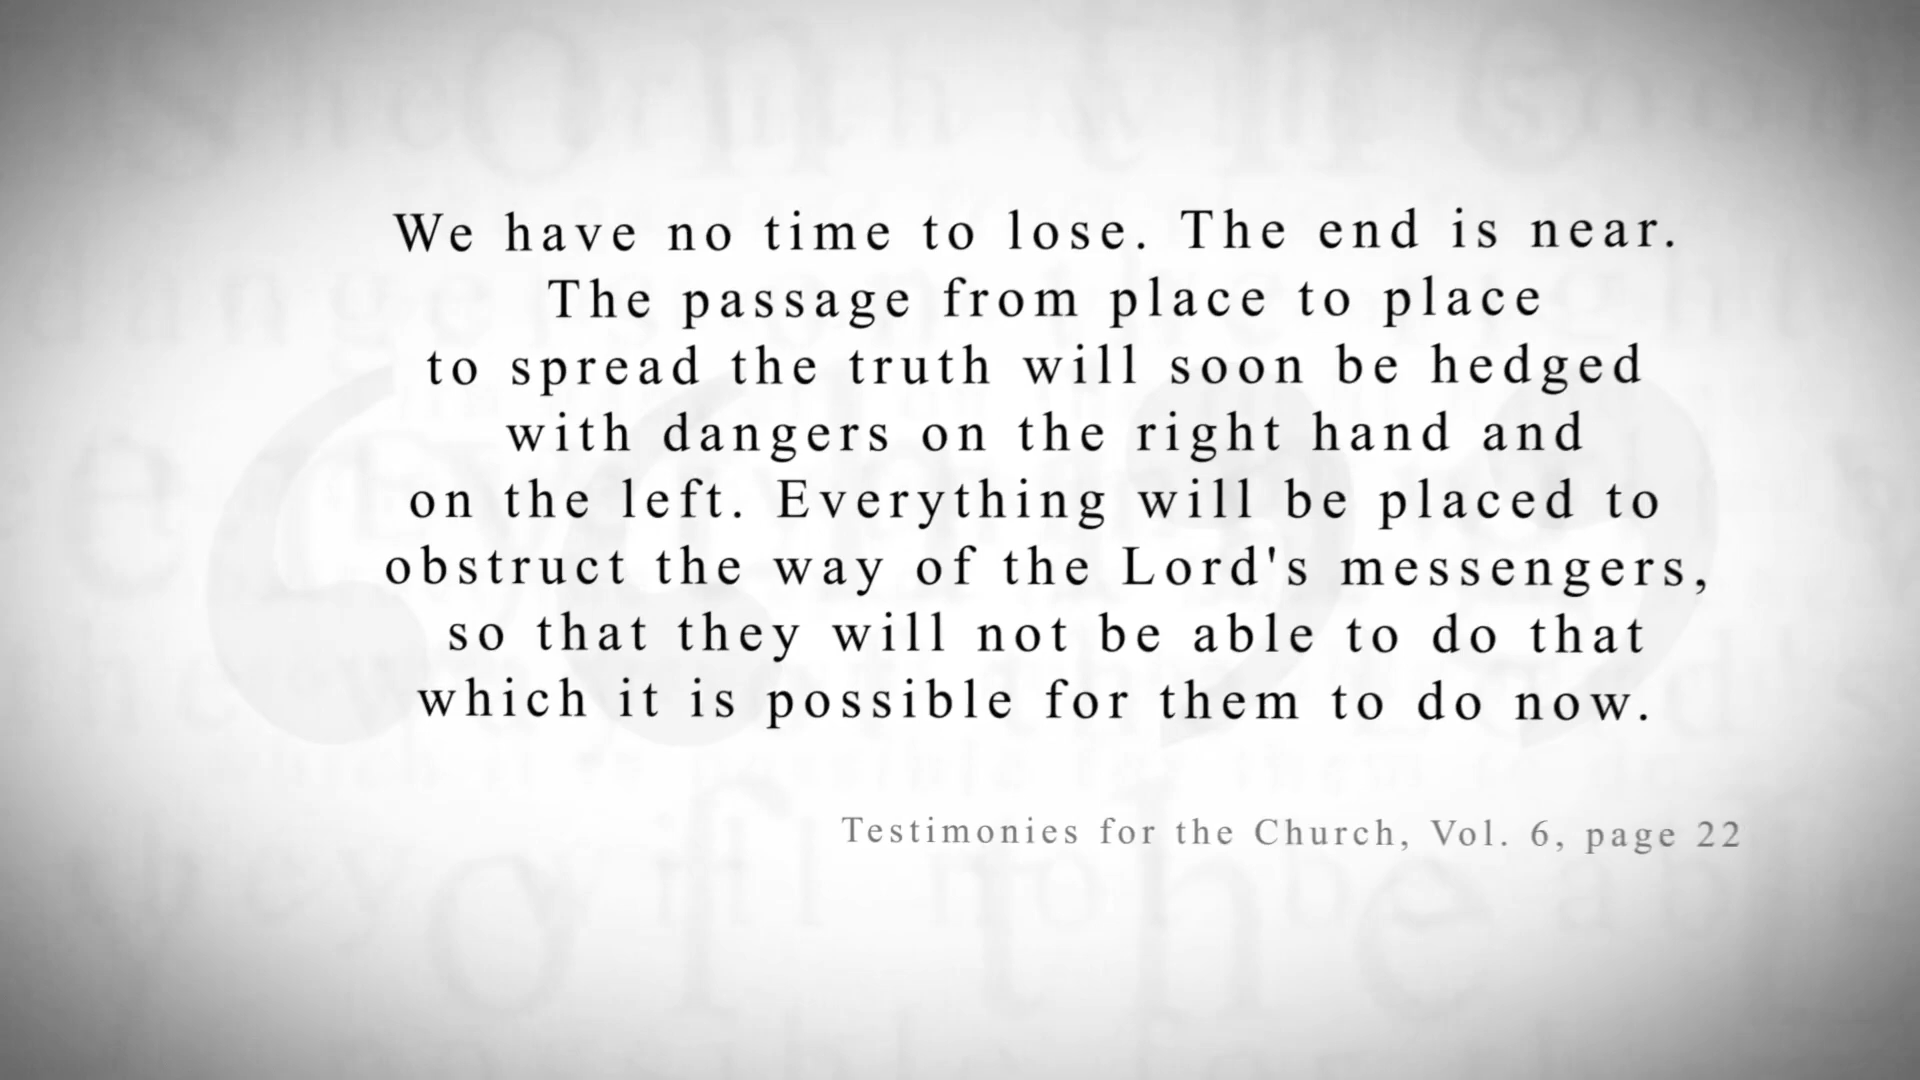 We have no time to lose. The end is near.
The passage from place to place
to spread the truth will soon be hedged
with dangers on the right hand and
on the left. Everything will be placed to
obstruct the way of the Lord's messengers,
so that they will not be able to do that
which it is possible for them to do now.
Testimonies for the Church, Vol. 6, page 22